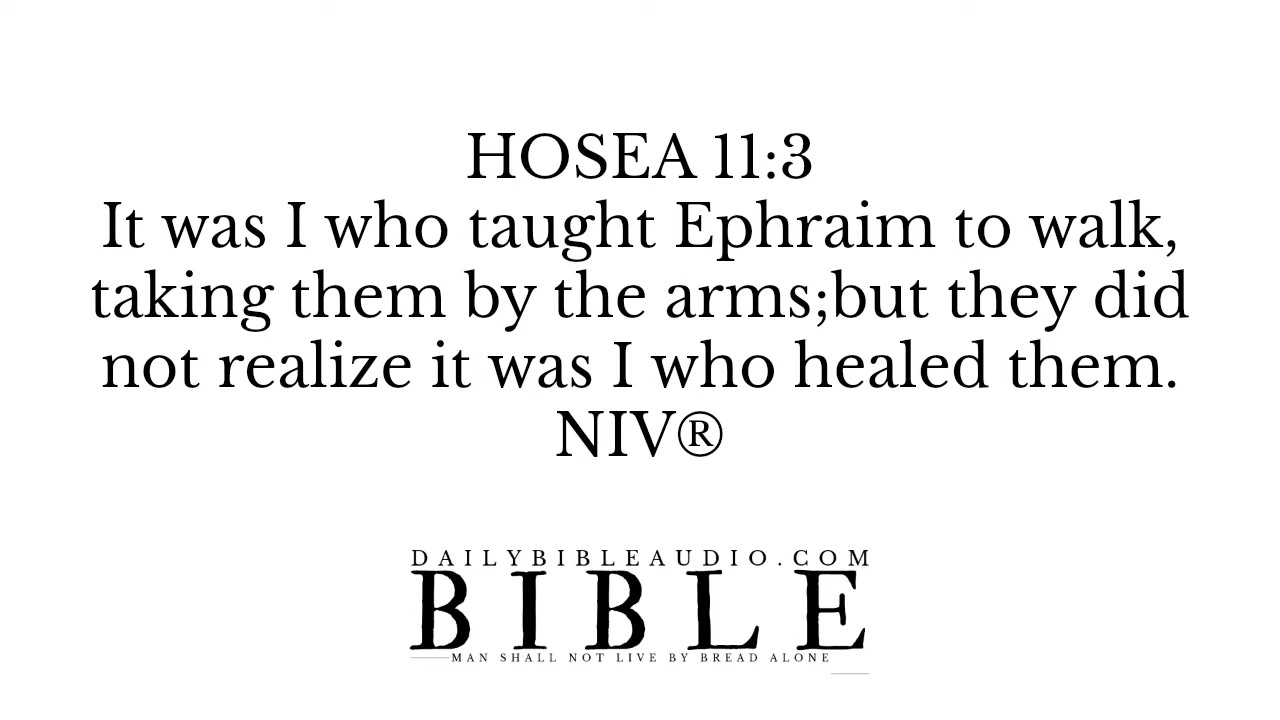 HOSEA 11:3
It was I who taught Ephraim to walk,
taking them by the arms;but they did
not realize it was I who healed them.
NIV®
DAILYBIBLEAUDIO.COM
BIBLE
MAN SHALL NOT LIVE BY BREAD ALONE